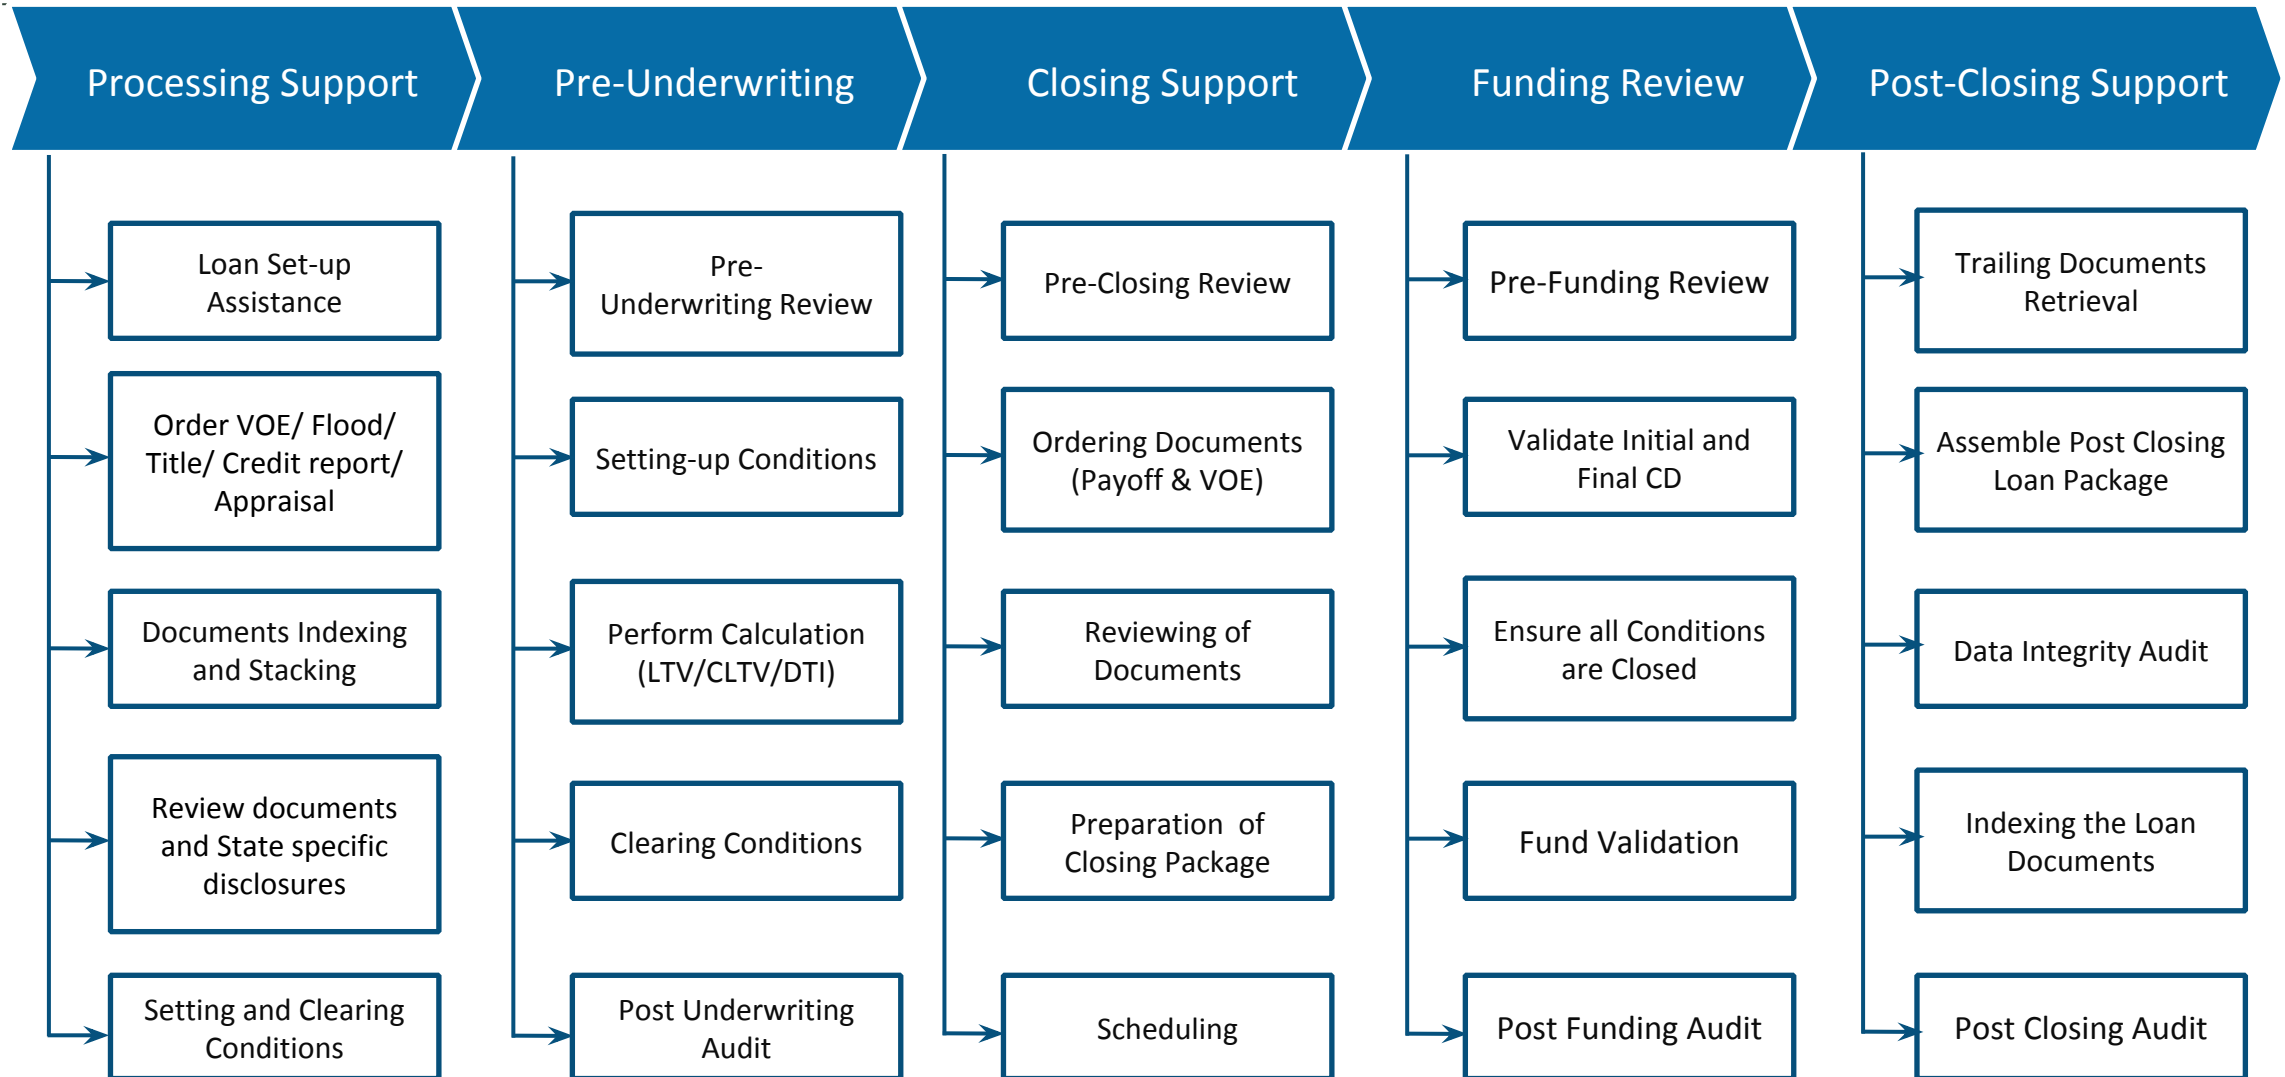 Processing Support
Pre-Underwriting
Closing Support
Funding Review
Post-Closing Support
Loan Set-up
Assistance
Order VOE/ Flood/
Title/ Credit report/
Appraisal
Documents Indexing
and Stacking
Review documents
and State specific
disclosures
Setting and Clearing
Conditions
Pre-
Underwriting Review
Setting-up Conditions
Perform Calculation
(LTV/CLTV/DTI)
Clearing Conditions
Post Underwriting
Audit
Pre-Closing Review
Ordering Documents
(Payoff & VOE)
Reviewing of
Documents
Preparation of
Closing Package
Scheduling
Pre-Funding Review
Validate Initial and
Final CD
Ensure all Conditions
are Closed
Fund Validation
Post Funding Audit
Trailing Documents
Retrieval
Assemble Post Closing
Loan Package
Data Integrity Audit
Indexing the Loan
Documents
Post Closing Audit